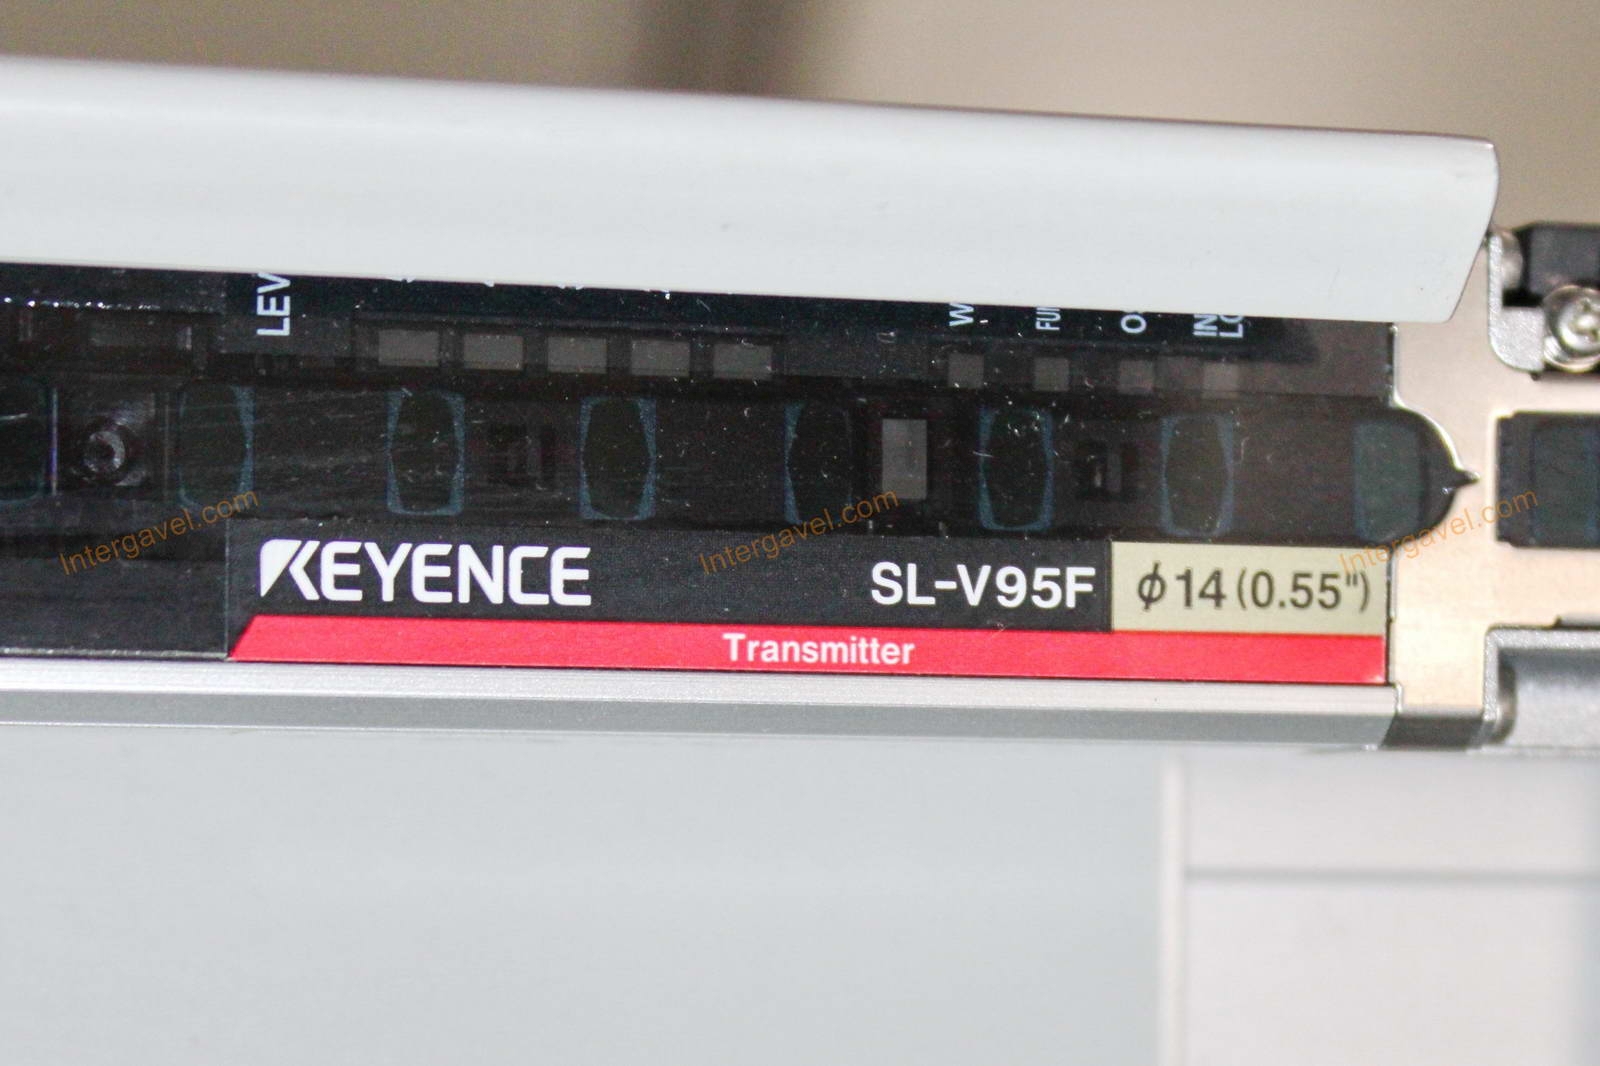 LEV
KEYENCE SL-V95F ϕ14(0.55")
Transmitter
Intergavel.com Intergavel.com Intergavel.com